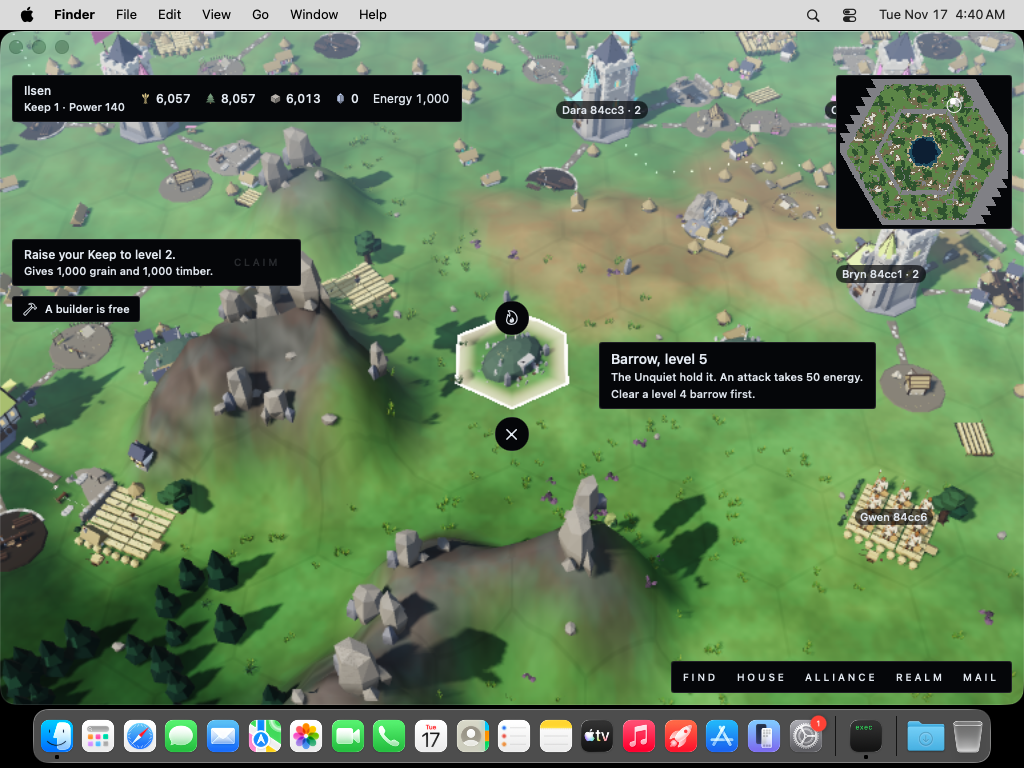 Finder File Edit View Go Window Help Tue Nov 17 4:40 AM
Ilsen
Keep 1 · Power 140
6,057 8,057 6,013 0 Energy 1,000
Dara 84cc3 · 2
Raise your Keep to level 2.
Gives 1,000 grain and 1,000 timber.
CLAIM
Bryn 84cc1 · 2
A builder is free
Barrow, level 5
The Unquiet hold it. An attack takes 50 energy.
Clear a level 4 barrow first.
Gwen 84cc6
FIND HOUSE ALLIANCE REALM MAIL
Tue
17
tv
1
exec